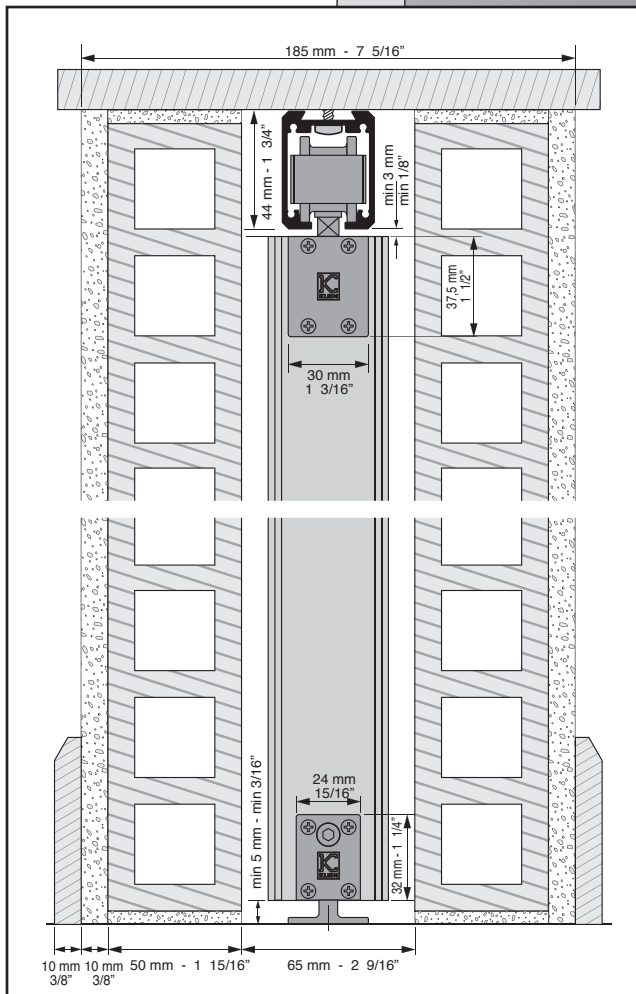 185 mm - 7 5/16”
44 mm - 1 3/4”
min 3 mm
min 1/8”
37,5 mm
1 1/2”
30 mm
1 3/16”
min 5 mm - min 3/16”
24 mm
15/16”
32 mm - 1 1/4”
10 mm
3/8”
10 mm
3/8”
50 mm - 1 15/16”
65 mm - 2 9/16”